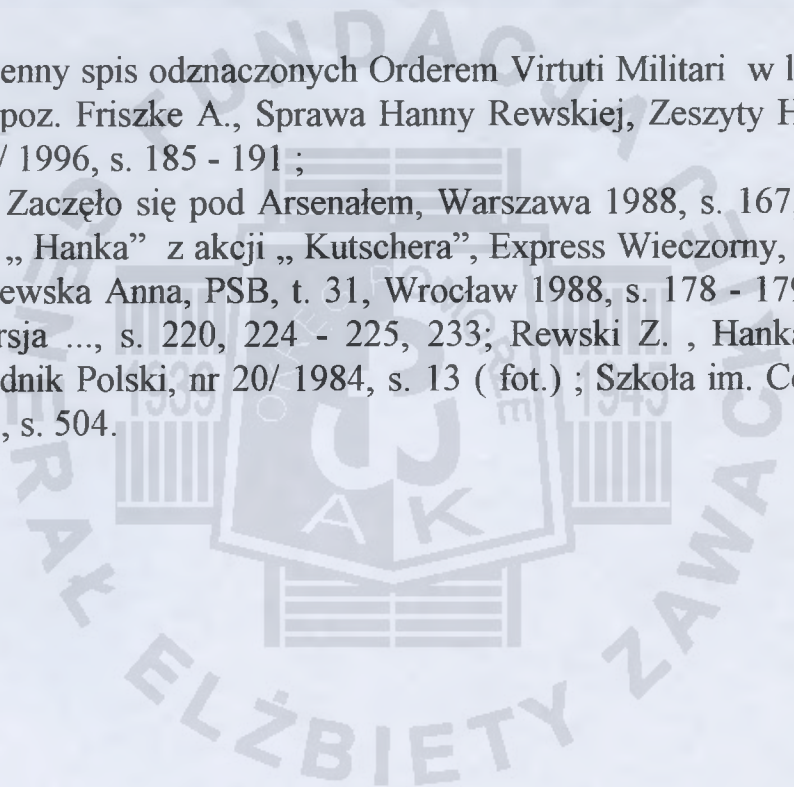 enny spis odznaczonych Orderem Virtuti Militari w l
poz. Friszke A., Sprawa Hanny Rewskiej, Zeszyty H
/ 1996, s. 185 - 191 ;
Zaczęło się pod Arsenałem, Warszawa 1988, s. 167
„ Hanka” z akcji „ Kutschera”, Express Wieczorny,
ewska Anna, PSB, t. 31, Wrocław 1988, s. 178 - 179
rsja ..., s. 220, 224 - 225, 233; Rewski Z. , Hanka
dnik Polski, nr 20/ 1984, s. 13 ( fot.) ; Szkoła im. C
, s. 504.
FUNDACJA
GENERAŁ ELŻBIETY ZAWACKIEJ
1939 1945
OKRĘG POMORZE
AK